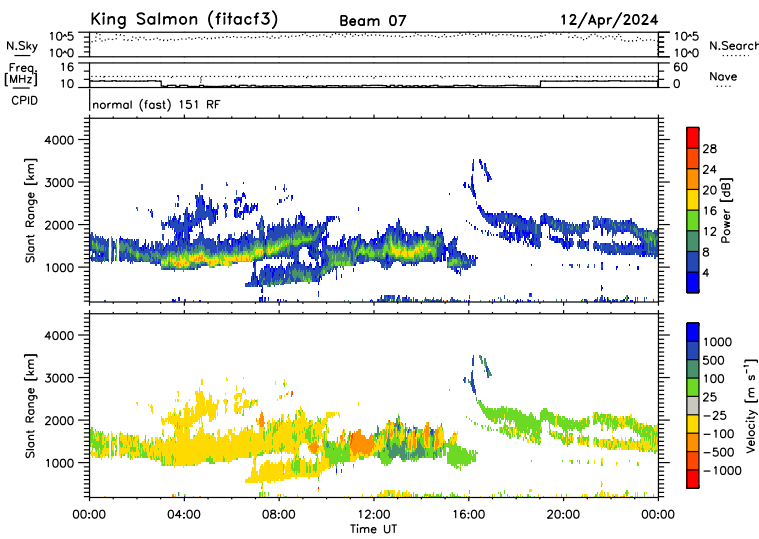 King Salmon (fitacf3) Beam 07 12/Apr/2024
N.Sky 10^5 10^0 10^5 10^0 N.Search
Freq [MHz] 16 10 60 0 Nave
CPID normal (fast) 151 RF
Slant Range [km] 4000 3000 2000 1000
28 24 20 16 12 8 4 Power [dB]
Slant Range [km] 4000 3000 2000 1000
1000 500 100 25 -25 -100 -500 -1000 Velocity [m s⁻¹]
00:00 04:00 08:00 12:00 16:00 20:00 00:00
Time UT